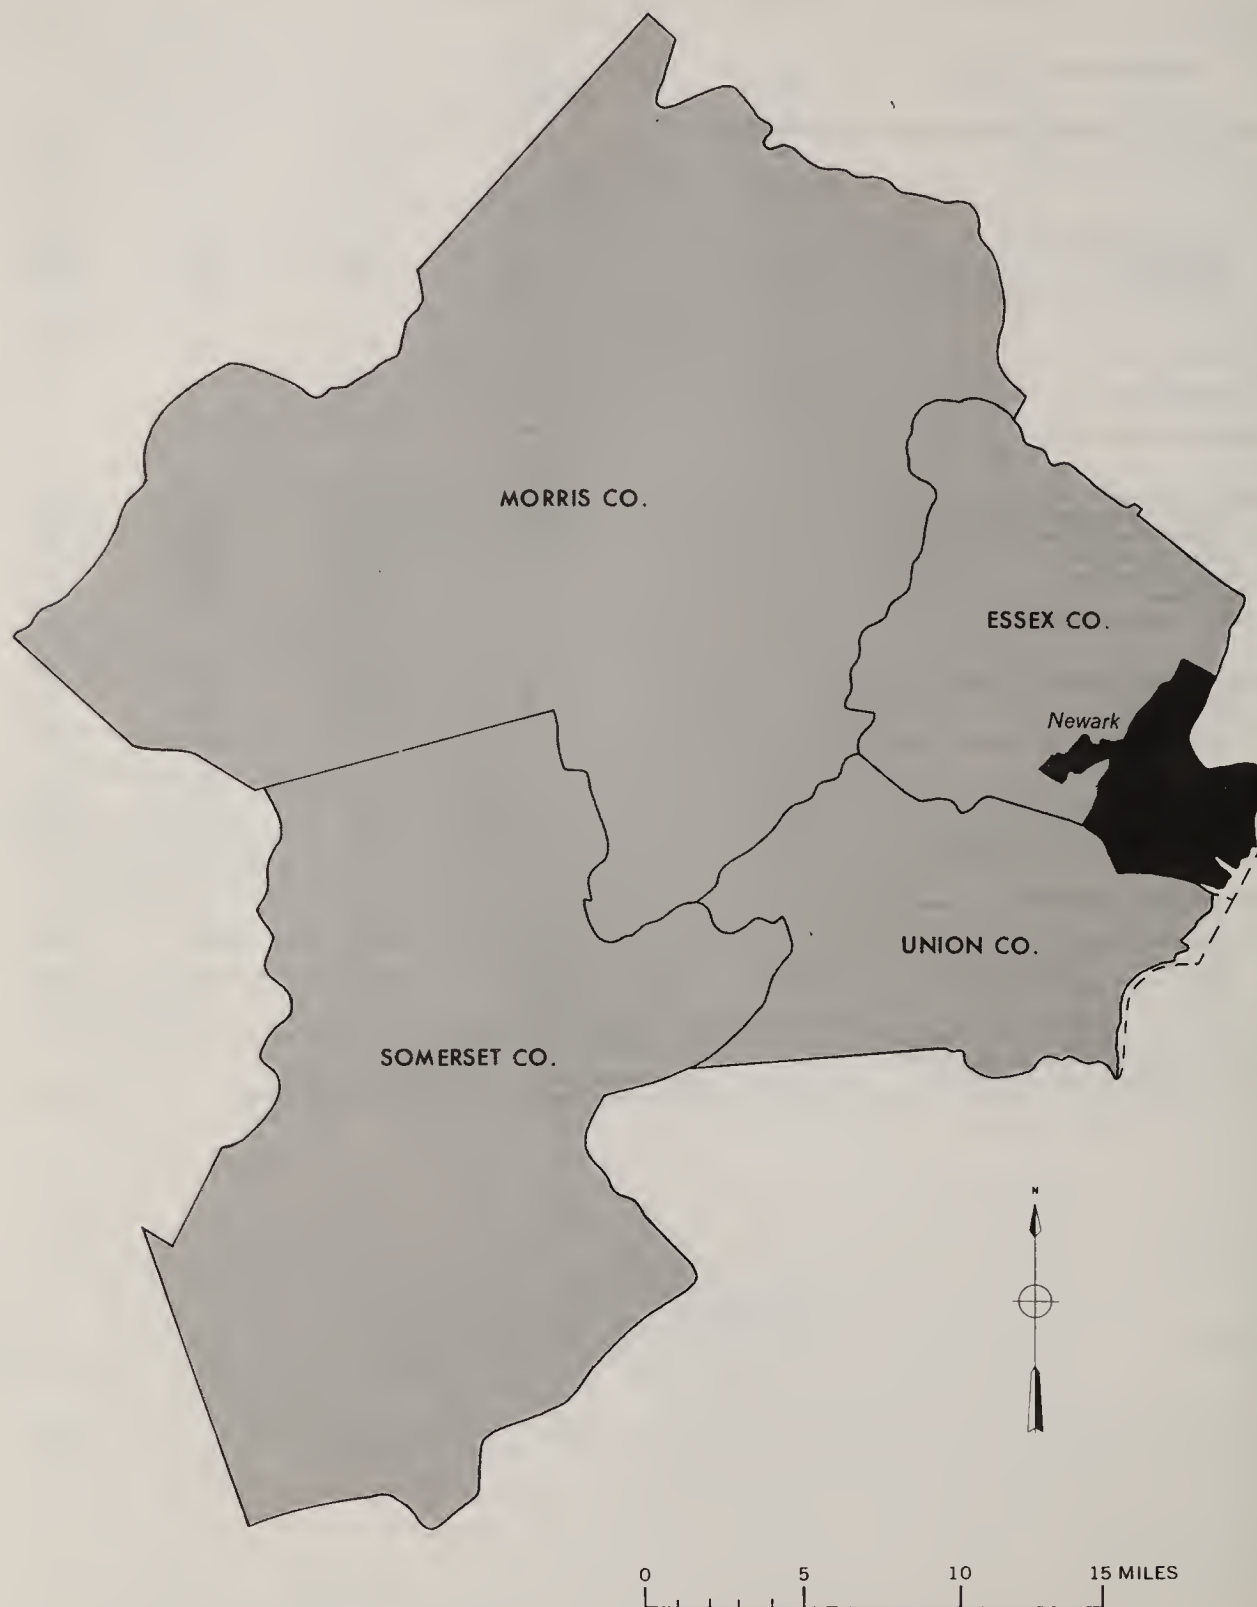 MORRIS CO.
ESSEX CO.
Newark
UNION CO.
SOMERSET CO.
N
0 5 10 15 MILES